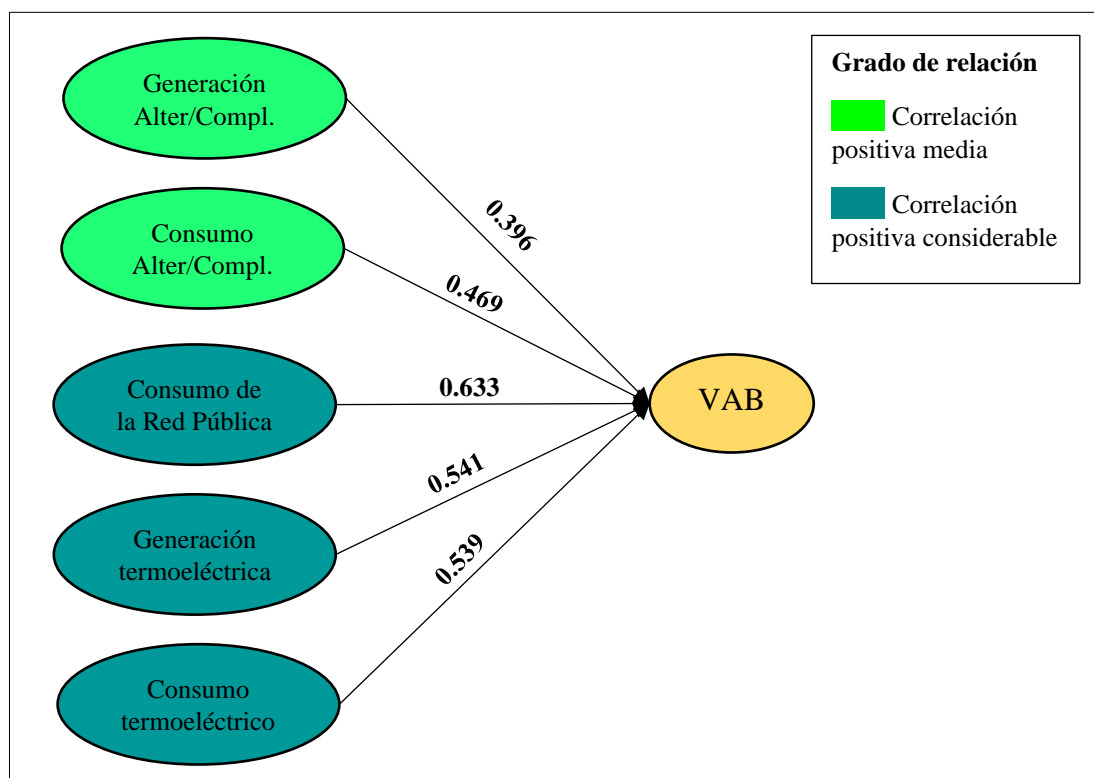 Generación
Alter/Compl.
Consumo
Alter/Compl.
Consumo de
la Red Pública
Generación
termoeléctrica
Consumo
termoeléctrico
0.396
0.469
0.633
0.541
0.539
VAB
Grado de relación
Correlación
positiva media
Correlación
positiva considerable